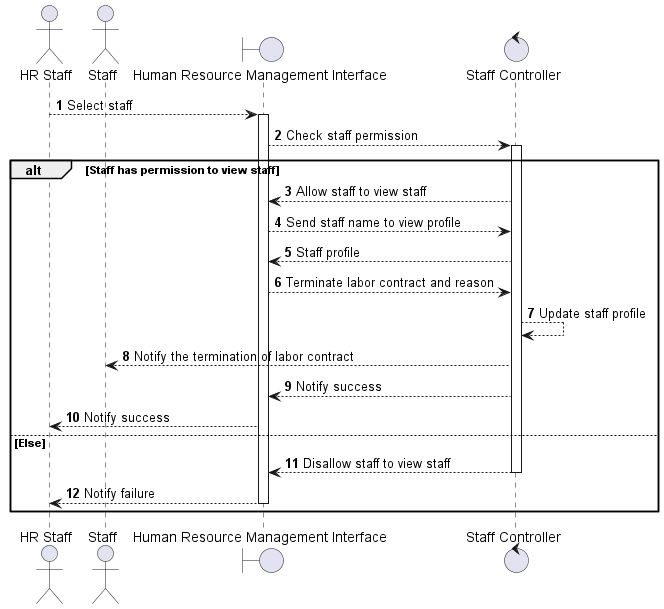 HR Staff Staff Human Resource Management Interface Staff Controller
1 Select staff
2 Check staff permission
alt [Staff has permission to view staff]
3 Allow staff to view staff
4 Send staff name to view profile
5 Staff profile
6 Terminate labor contract and reason
7 Update staff profile
8 Notify the termination of labor contract
9 Notify success
10 Notify success
[Else]
11 Disallow staff to view staff
12 Notify failure
HR Staff Staff Human Resource Management Interface Staff Controller